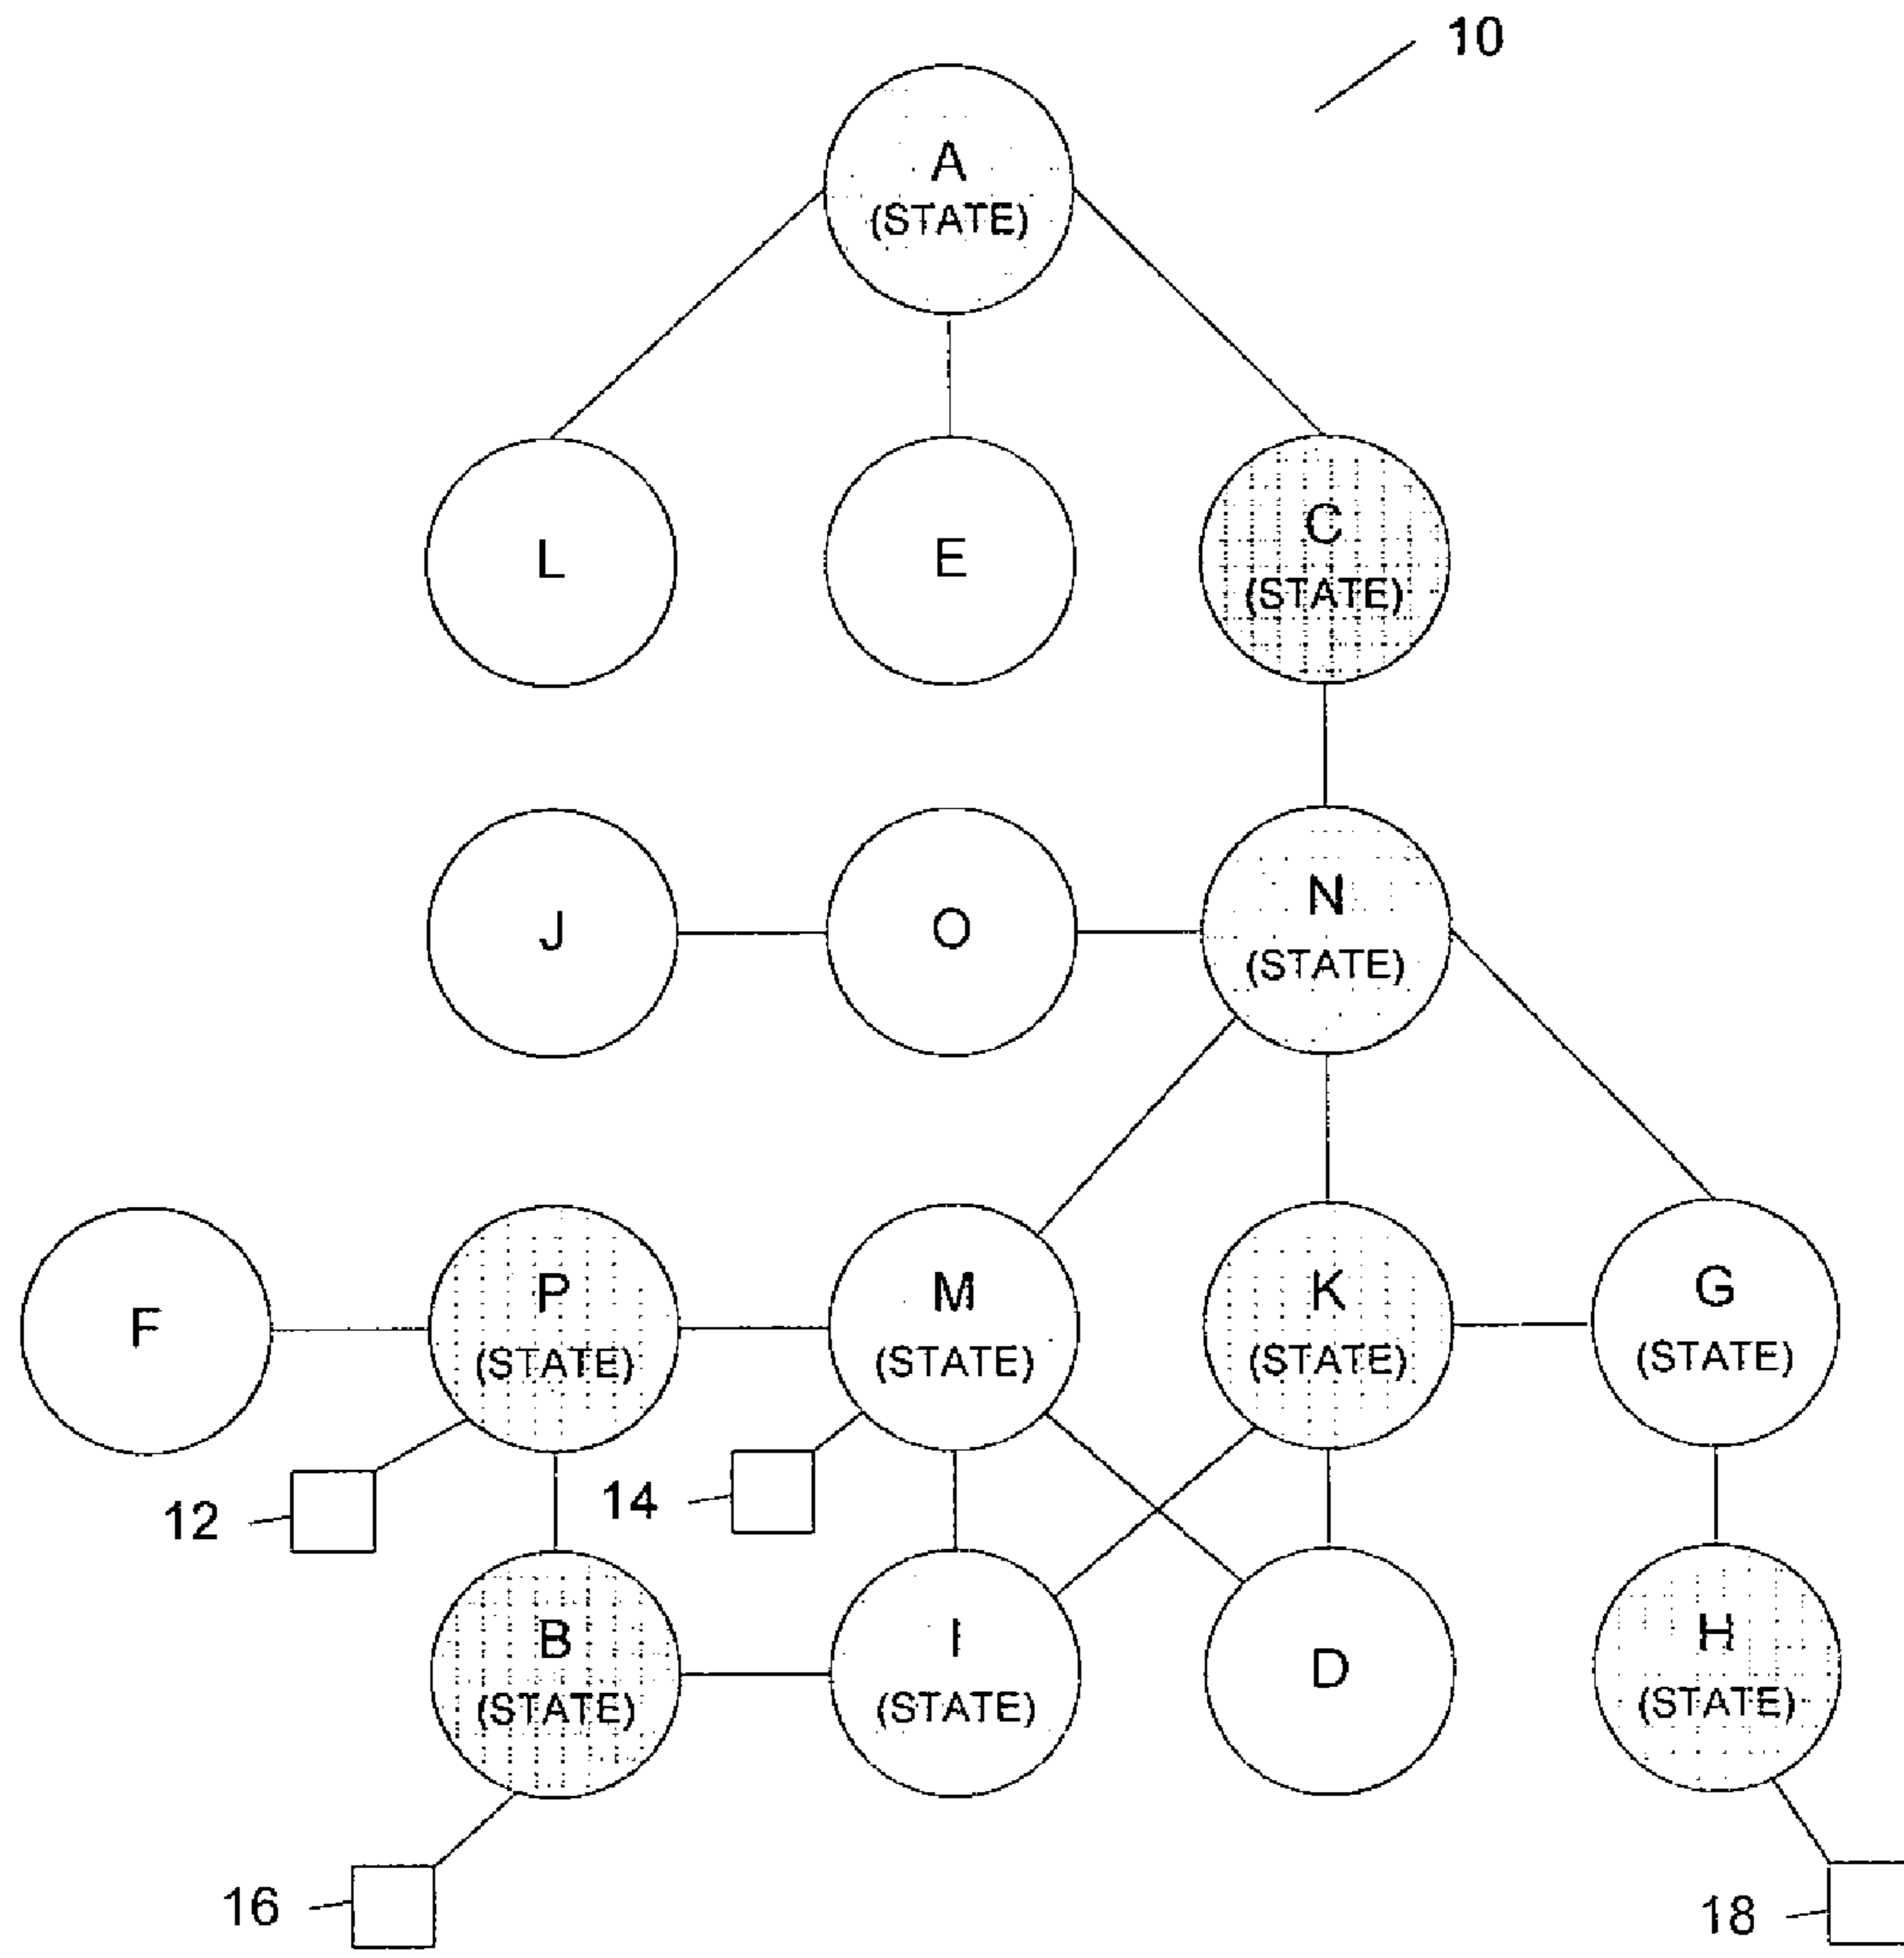 10
A
(STATE)
L
E
C
(STATE)
J
O
N
(STATE)
F
P
(STATE)
M
(STATE)
K
(STATE)
G
(STATE)
12
14
B
(STATE)
I
(STATE)
D
H
(STATE)
16
18